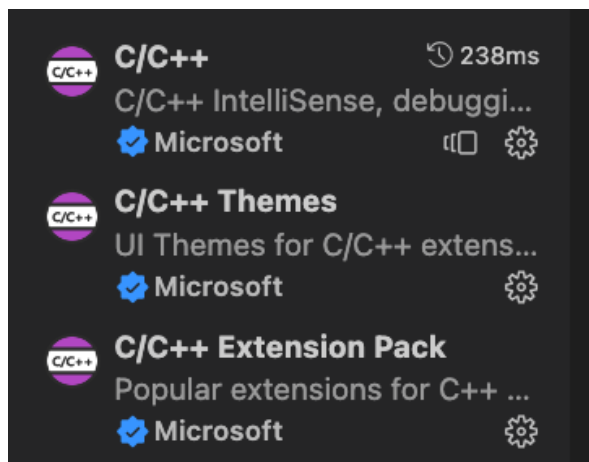 C/C++ 238ms
C/C++ C/C++ IntelliSense, debuggi...
Microsoft
C/C++ Themes
C/C++ UI Themes for C/C++ extens...
Microsoft
C/C++ Extension Pack
C/C++ Popular extensions for C++ ...
Microsoft